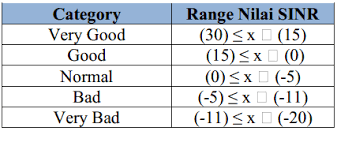 Category Range Nilai SINR
Very Good (30) ≤ x □ (15)
Good (15) ≤ x □ (0)
Normal (0) ≤ x □ (-5)
Bad (-5) ≤ x □ (-11)
Very Bad (-11) ≤ x □ (-20)